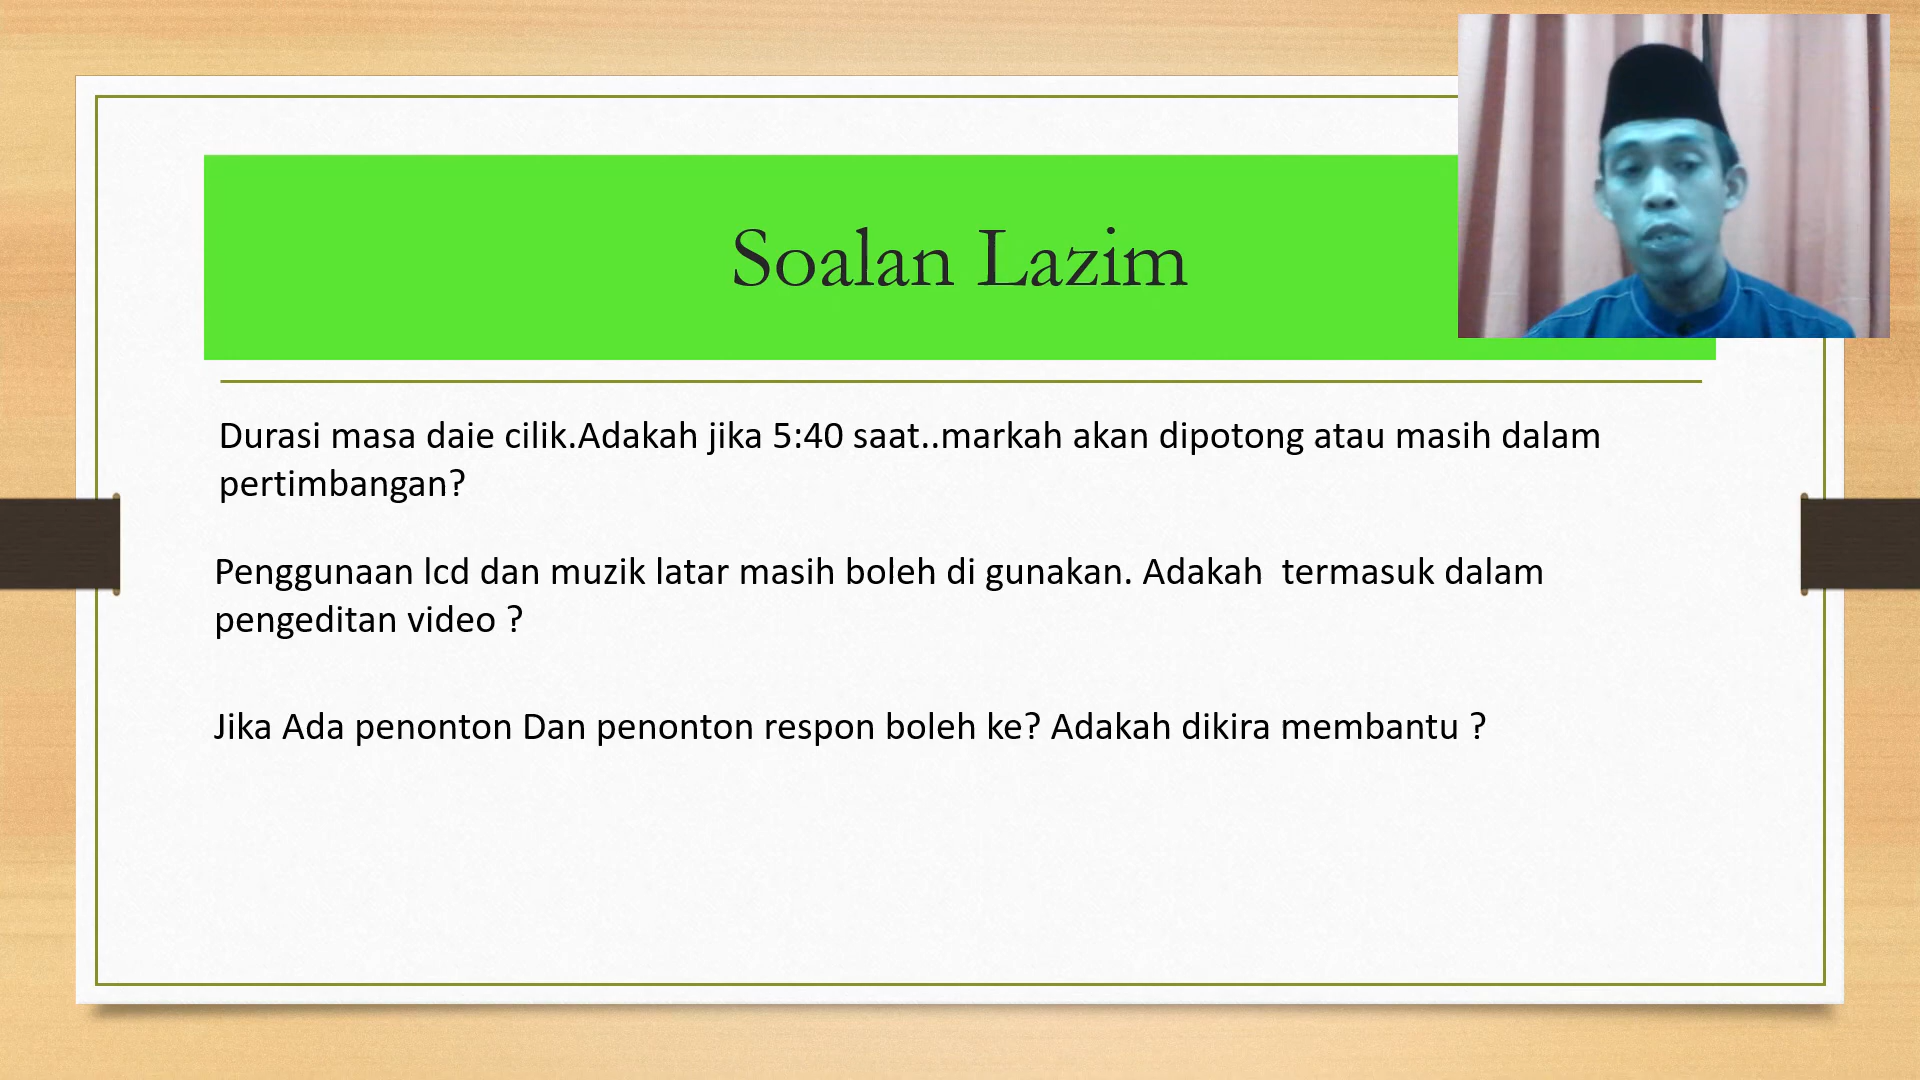 Soalan Lazim
Durasi masa daie cilik.Adakah jika 5:40 saat..markah akan dipotong atau masih dalam
pertimbangan?
Penggunaan lcd dan muzik latar masih boleh di gunakan. Adakah  termasuk dalam
pengeditan video ?
Jika Ada penonton Dan penonton respon boleh ke? Adakah dikira membantu ?